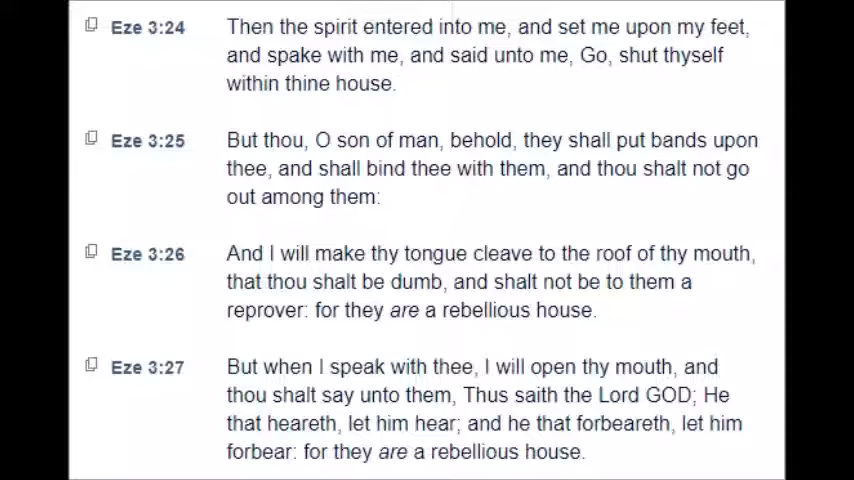 Eze 3:24 Then the spirit entered into me, and set me upon my feet,
and spake with me, and said unto me, Go, shut thyself
within thine house.
Eze 3:25 But thou, O son of man, behold, they shall put bands upon
thee, and shall bind thee with them, and thou shalt not go
out among them:
Eze 3:26 And I will make thy tongue cleave to the roof of thy mouth,
that thou shalt be dumb, and shalt not be to them a
reprover: for they are a rebellious house.
Eze 3:27 But when I speak with thee, I will open thy mouth, and
thou shalt say unto them, Thus saith the Lord GOD; He
that heareth, let him hear; and he that forbeareth, let him
forbear: for they are a rebellious house.